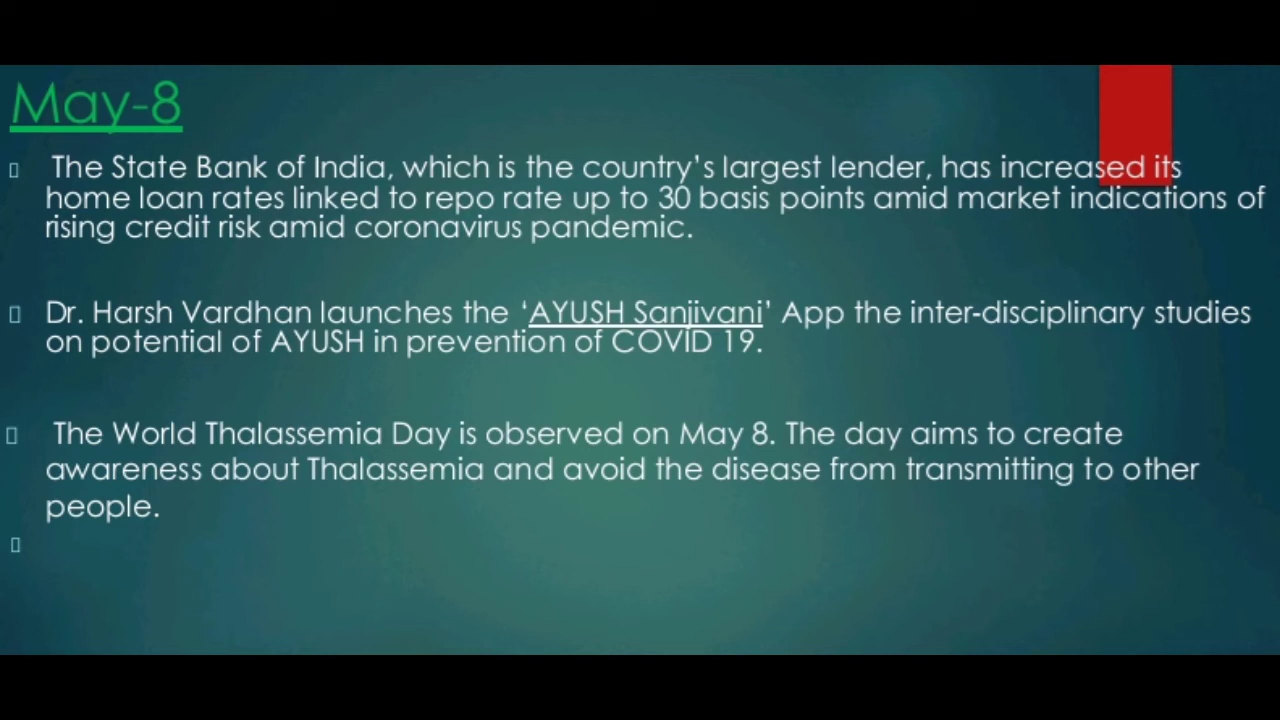 May-8
The State Bank of India, which is the country’s largest lender, has increased its
home loan rates linked to repo rate up to 30 basis points amid market indications of
rising credit risk amid coronavirus pandemic.
Dr. Harsh Vardhan launches the ‘AYUSH Sanjivani’ App the inter-disciplinary studies
on potential of AYUSH in prevention of COVID 19.
The World Thalassemia Day is observed on May 8. The day aims to create
awareness about Thalassemia and avoid the disease from transmitting to other
people.